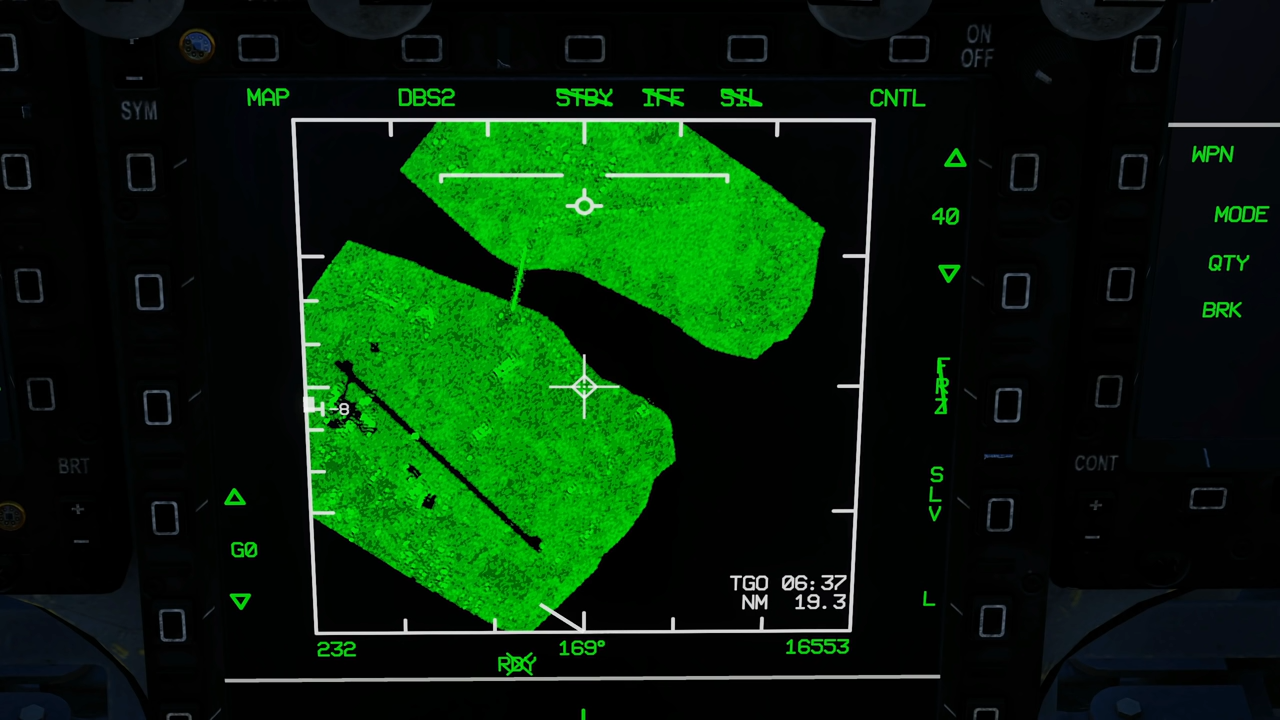 ON
OFF
MAP DBS2 STBY IFF SIL CNTL
SYM
WPN
40
MODE
QTY
FRZ
BRK
-8
BRT
CONT
SLV
G0
TGO 06:37
NM 19.3
L
232 169° 16553
RDY